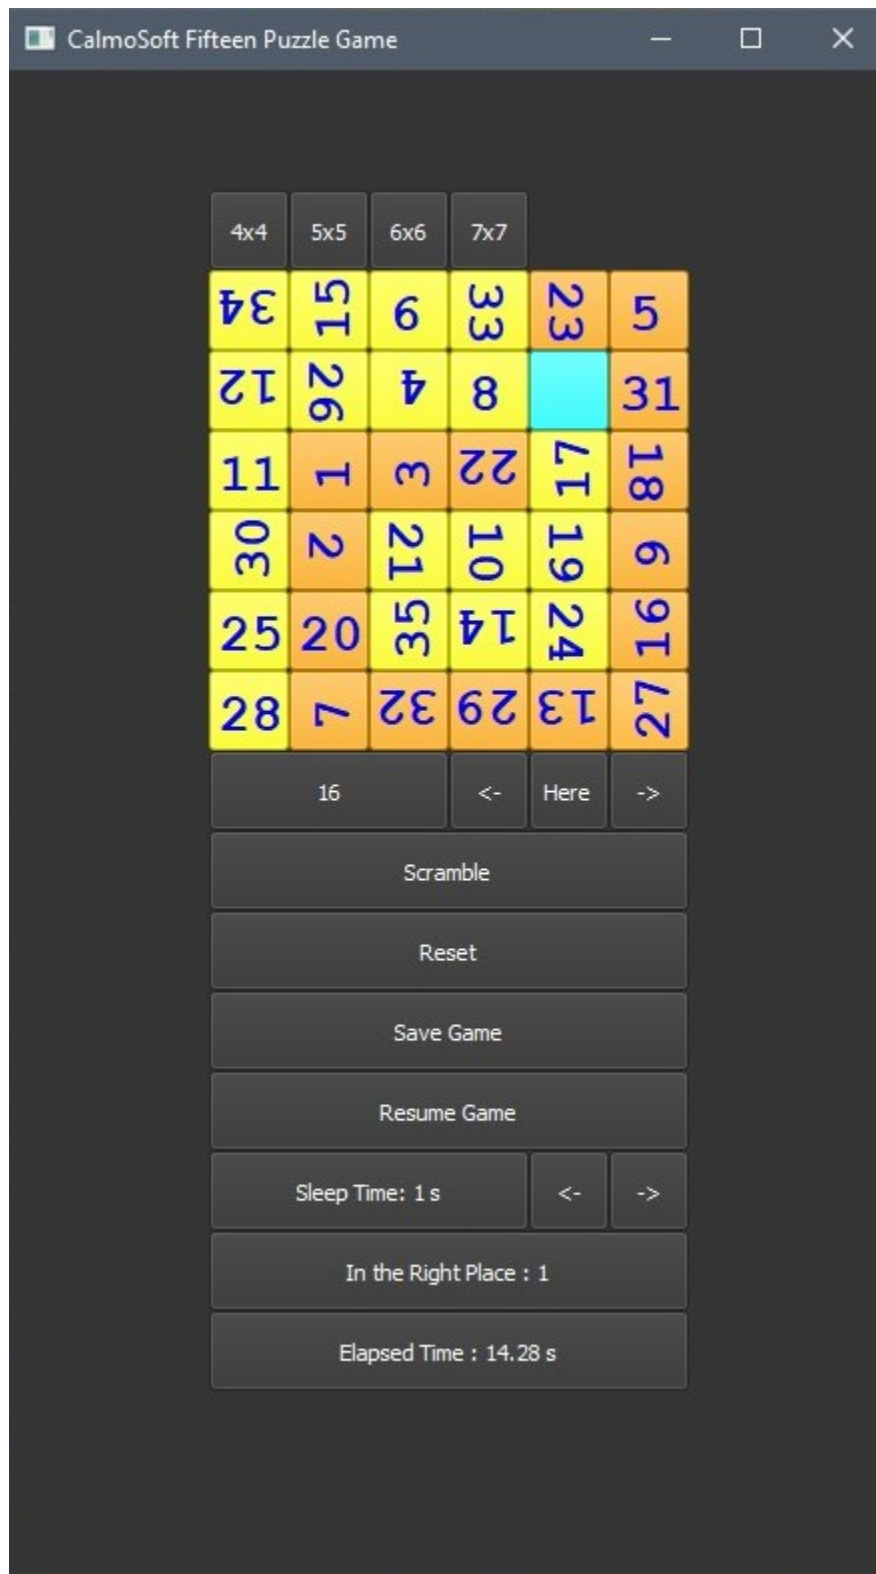 CalmoSoft Fifteen Puzzle Game
4x4 5x5 6x6 7x7
34 15 6 33 23 5
12 26 4 8 31
11 1 3 22 17 18
30 2 21 10 19 9
25 20 35 14 24 16
28 7 32 29 13 27
16 <- Here ->
Scramble
Reset
Save Game
Resume Game
Sleep Time: 1 s <- ->
In the Right Place : 1
Elapsed Time : 14.28 s